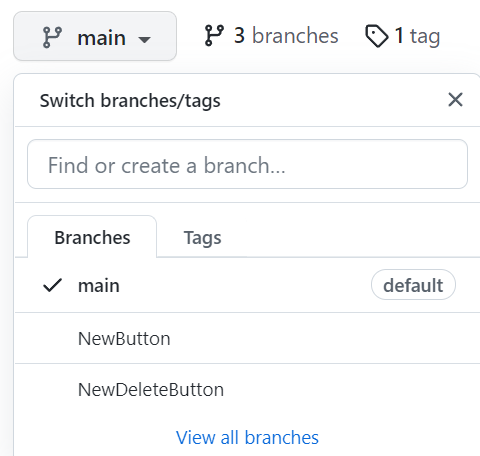 main 3 branches 1 tag
Switch branches/tags
Find or create a branch...
Branches Tags
main default
NewButton
NewDeleteButton
View all branches